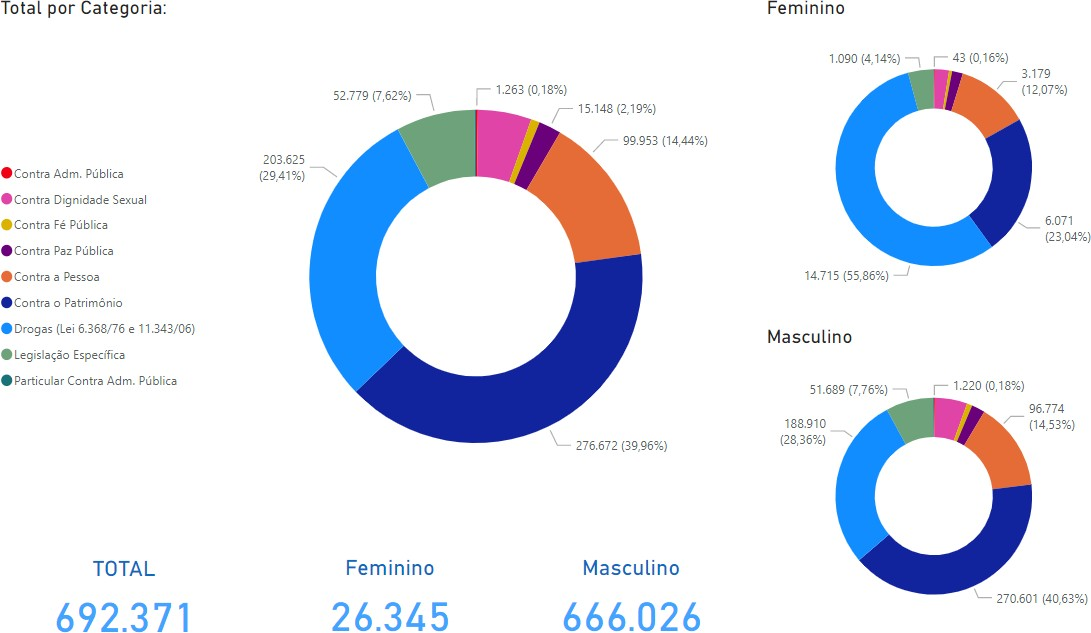 Total por Categoria:
Contra Adm. Pública
Contra Dignidade Sexual
Contra Fé Pública
Contra Paz Pública
Contra a Pessoa
Contra o Patrimônio
Drogas (Lei 6.368/76 e 11.343/06)
Legislação Específica
Particular Contra Adm. Pública
52.779 (7,62%)
1.263 (0,18%)
15.148 (2,19%)
99.953 (14,44%)
203.625
(29,41%)
276.672 (39,96%)
Feminino
1.090 (4,14%)
43 (0,16%)
3.179
(12,07%)
6.071
(23,04%)
14.715 (55,86%)
Masculino
51.689 (7,76%)
1.220 (0,18%)
96.774
(14,53%)
188.910
(28,36%)
270.601 (40,63%)
TOTAL
692.371
Feminino
26.345
Masculino
666.026